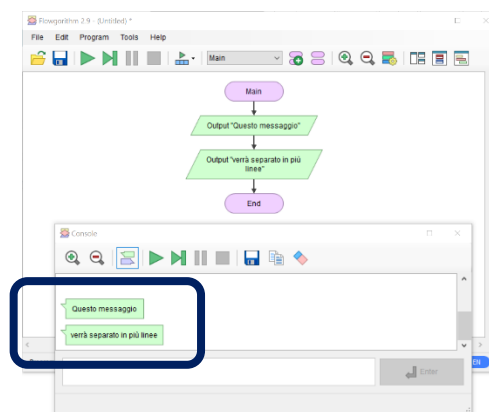 Flowgorithm 2.9 - (Untitled) *
File Edit Program Tools Help
Main
Main
Output "Questo messaggio"
Output "verrà separato in più
linee"
End
Console
Questo messaggio
verrà separato in più linee
EN
Enter